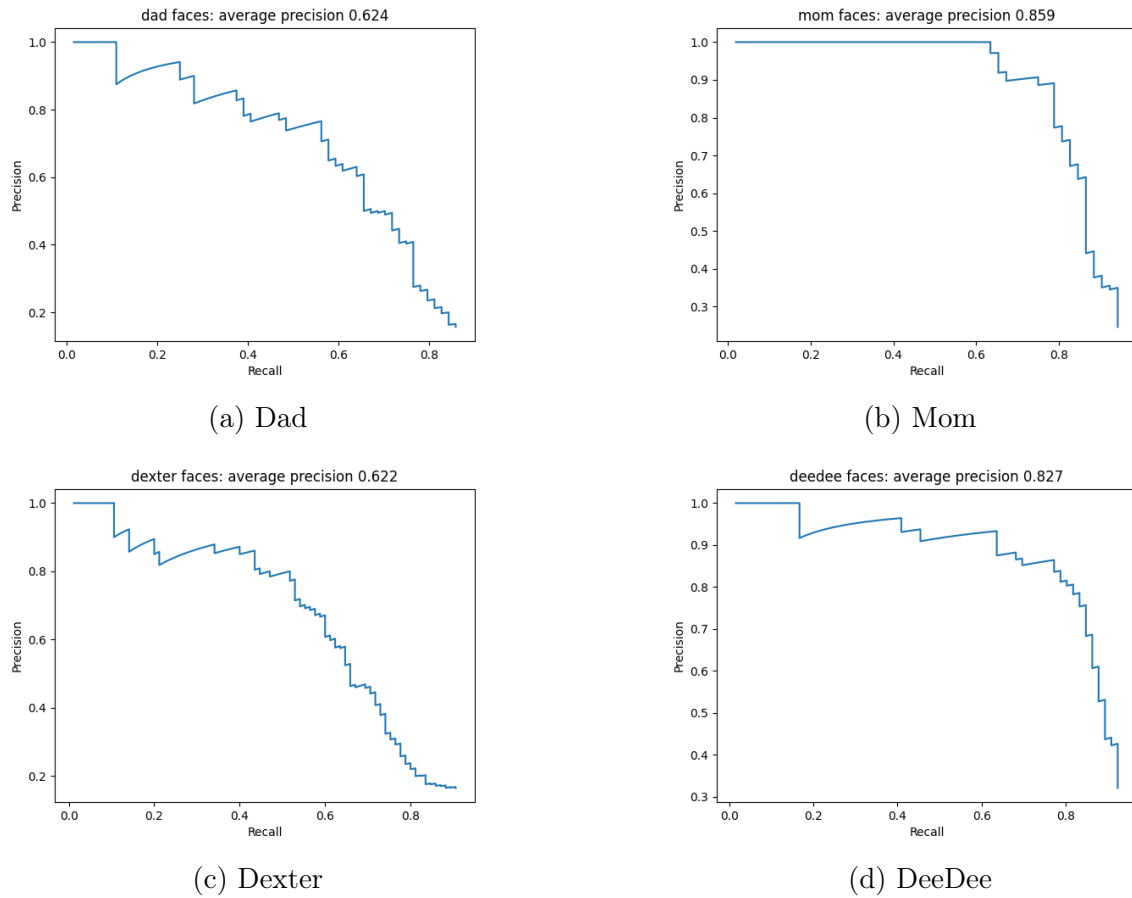 dad faces: average precision 0.624
1.0
0.8
0.6
0.4
0.2
Precision
0.0 0.2 0.4 0.6 0.8
Recall
(a) Dad
mom faces: average precision 0.859
1.0
0.9
0.8
0.7
0.6
0.5
0.4
0.3
Precision
0.0 0.2 0.4 0.6 0.8
Recall
(b) Mom
dexter faces: average precision 0.622
1.0
0.8
0.6
0.4
0.2
Precision
0.0 0.2 0.4 0.6 0.8
Recall
(c) Dexter
deedee faces: average precision 0.827
1.0
0.9
0.8
0.7
0.6
0.5
0.4
0.3
Precision
0.0 0.2 0.4 0.6 0.8
Recall
(d) DeeDee